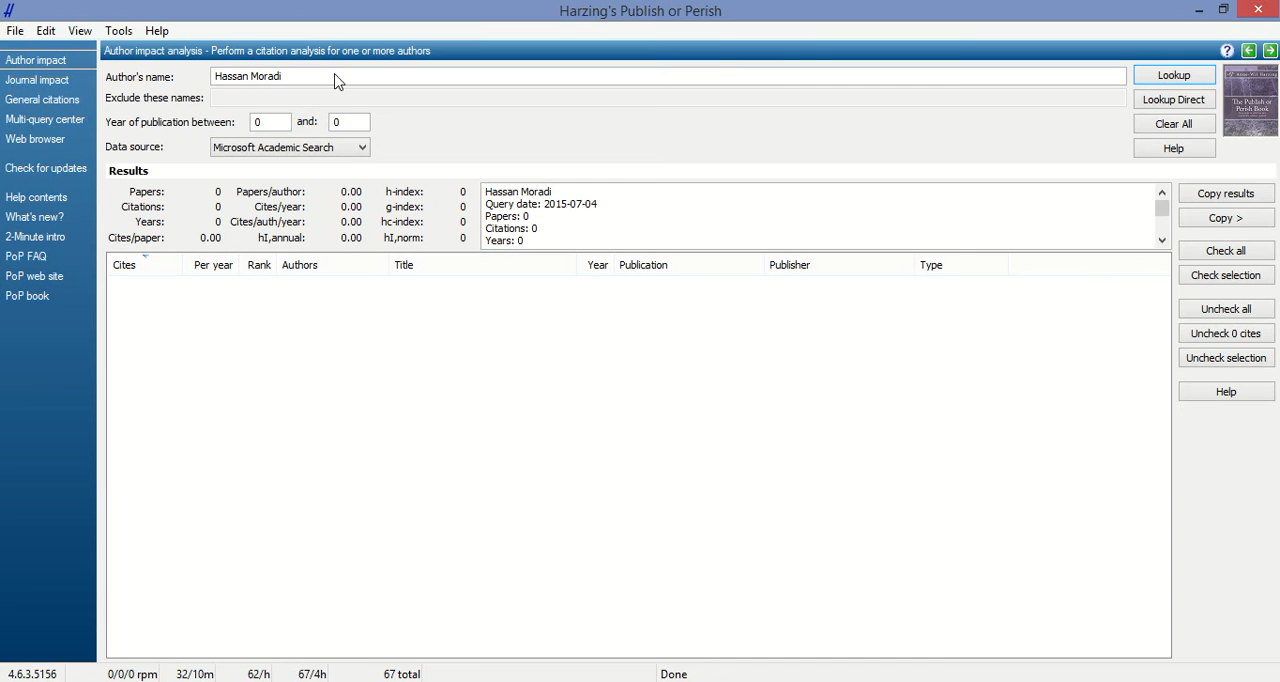 Harzing's Publish or Perish
File Edit View Tools Help
Author impact
Journal impact
General citations
Multi-query center
Web browser
Check for updates
Help contents
What's new?
2-Minute intro
PoP FAQ
PoP web site
PoP book
Author impact analysis - Perform a citation analysis for one or more authors
Author's name: Hassan Moradi
Exclude these names:
Year of publication between: 0 and: 0
Data source: Microsoft Academic Search
Lookup
Lookup Direct
Clear All
Help
The Publish or Perish Book
Results
Papers: 0 Papers/author: 0.00 h-index: 0
Citations: 0 Cites/year: 0.00 g-index: 0
Years: 0 Cites/auth/year: 0.00 hc-index: 0
Cites/paper: 0.00 hI,annual: 0.00 hI,norm: 0
Hassan Moradi
Query date: 2015-07-04
Papers: 0
Citations: 0
Years: 0
Copy results
Copy >
Check all
Check selection
Uncheck all
Uncheck 0 cites
Uncheck selection
Help
Cites Per year Rank Authors Title Year Publication Publisher Type
4.6.3.5156 0/0/0 rpm 32/10m 62/h 67/4h 67 total Done